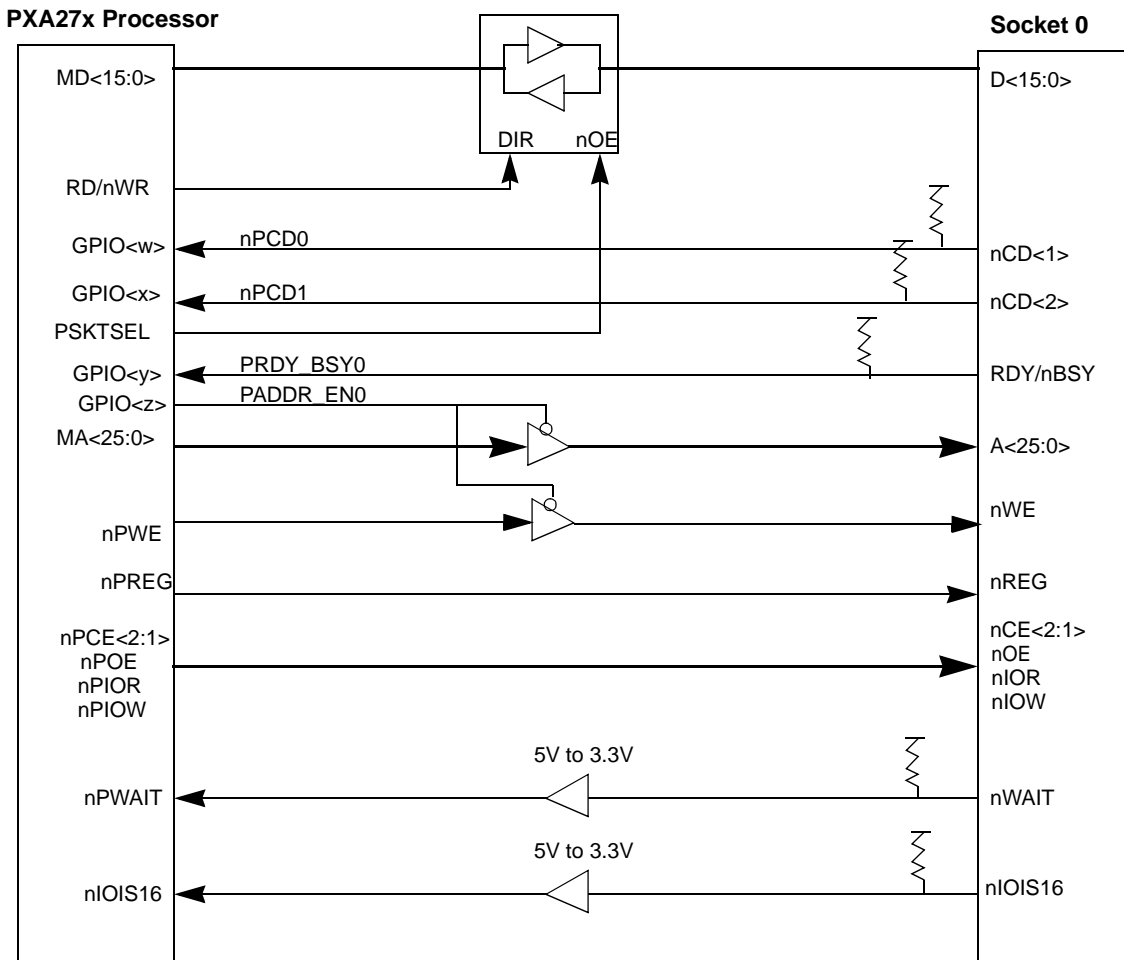 PXA27x Processor
Socket 0
MD<15:0>
D<15:0>
DIR nOE
RD/nWR
GPIO<w>
nPCD0
nCD<1>
GPIO<x>
nPCD1
nCD<2>
PSKTSEL
GPIO<y>
PRDY_BSY0
RDY/nBSY
GPIO<z>
PADDR_EN0
MA<25:0>
A<25:0>
nPWE
nWE
nPREG
nREG
nPCE<2:1>
nPOE
nPIOR
nPIOW
nCE<2:1>
nOE
nIOR
nIOW
5V to 3.3V
nPWAIT
nWAIT
5V to 3.3V
nIOIS16
nIOIS16